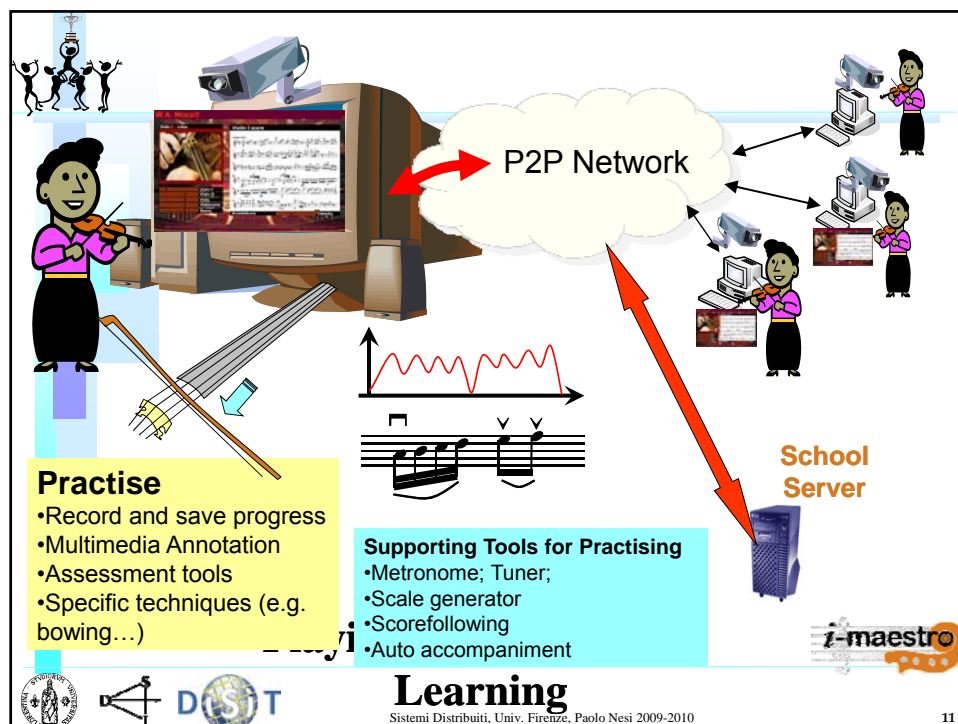 W.A. Mozart
P2P Network
School
Server
Practise
•Record and save progress
•Multimedia Annotation
•Assessment tools
•Specific techniques (e.g.
bowing…)
Supporting Tools for Practising
•Metronome; Tuner;
•Scale generator
•Scorefollowing
•Auto accompaniment
i-maestro
Learning
DISIT
Sistemi Distribuiti, Univ. Firenze, Paolo Nesi 2009-2010
11